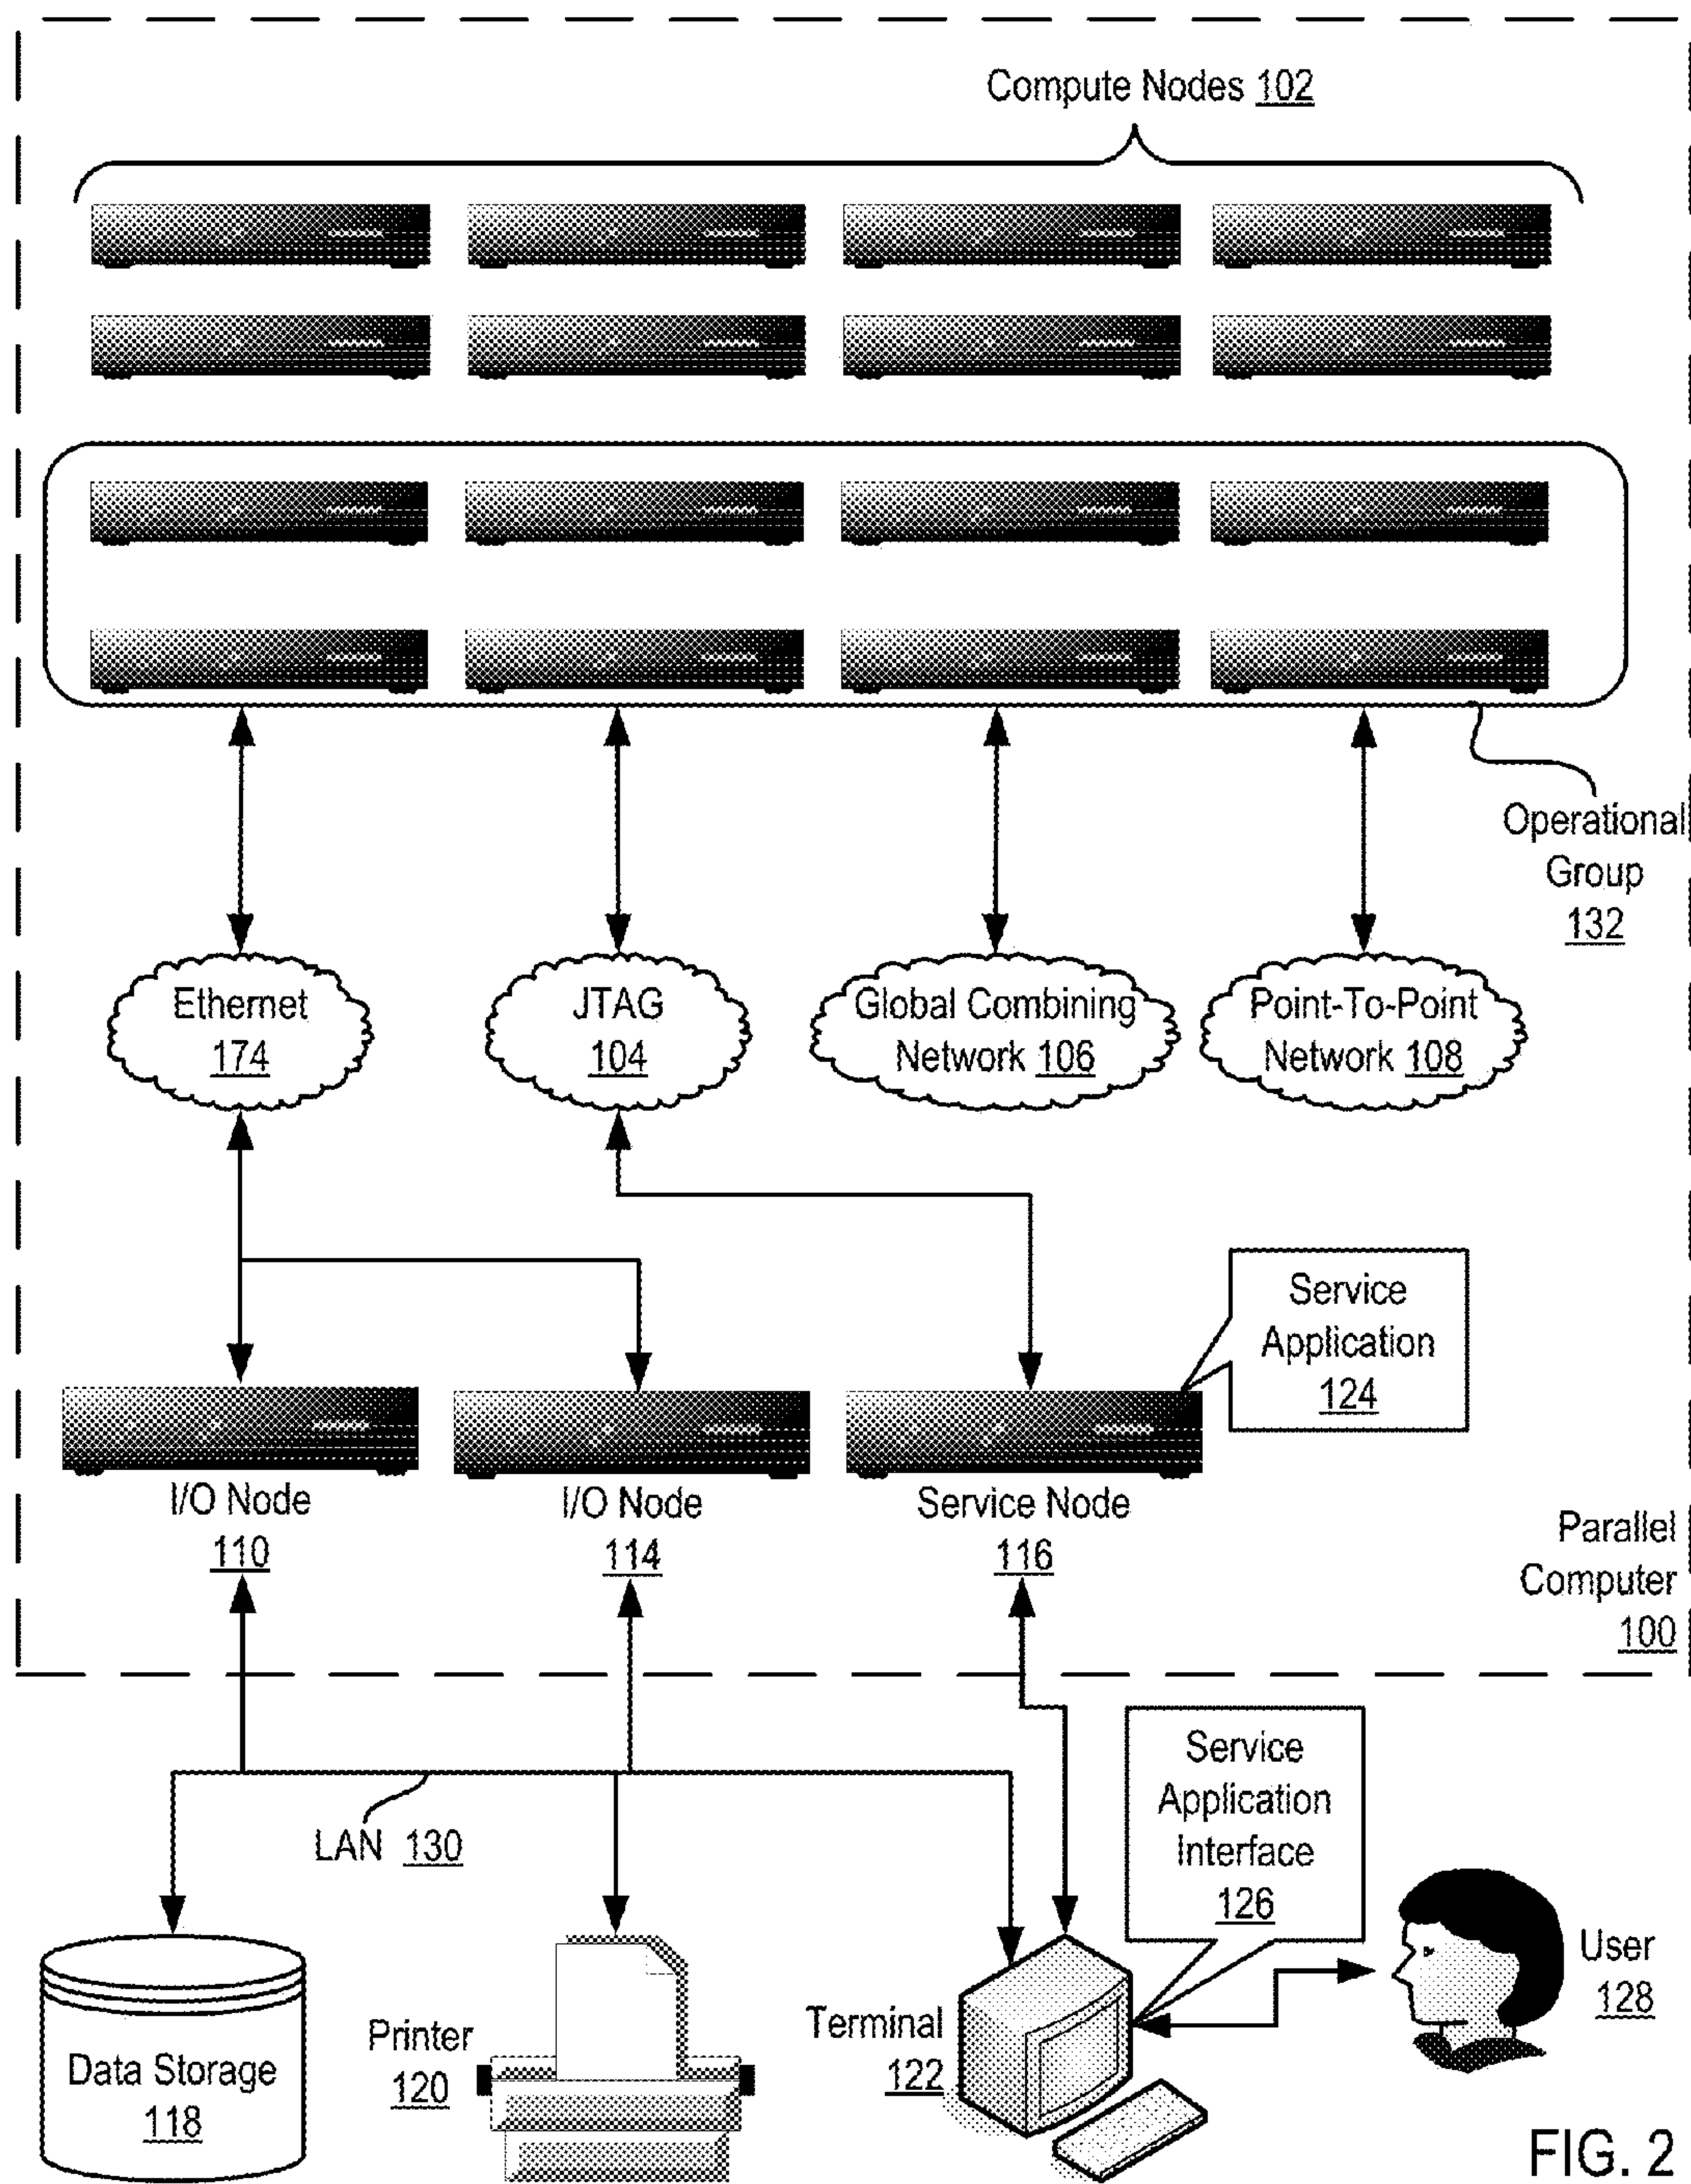 Compute Nodes 102
Operational
Group
132
Ethernet
174
JTAG
104
Global Combining
Network 106
Point-To-Point
Network 108
Service
Application
124
I/O Node
110
I/O Node
114
Service Node
116
Parallel
Computer
100
LAN 130
Service
Application
Interface
126
Data Storage
118
Printer
120
Terminal
122
User
128
FIG. 2